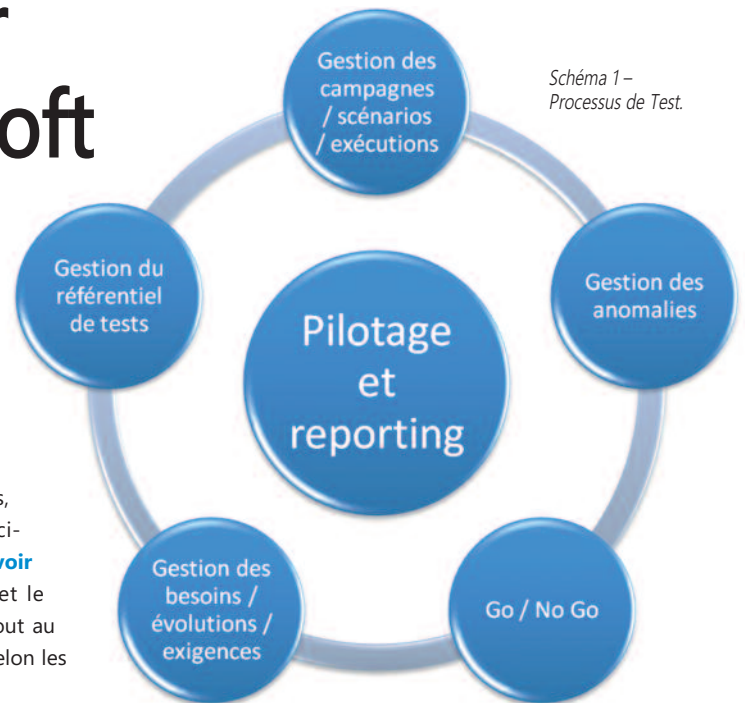 oft
Schéma 1 –
Processus de Test.
Gestion des
campagnes
/ scénarios
/ exécutions
Gestion du
référentiel
de tests
Gestion des
anomalies
Pilotage
et
reporting
Gestion des
besoins /
évolutions /
exigences
Go / No Go
s,
ci-
voir
et le
out au
elon les